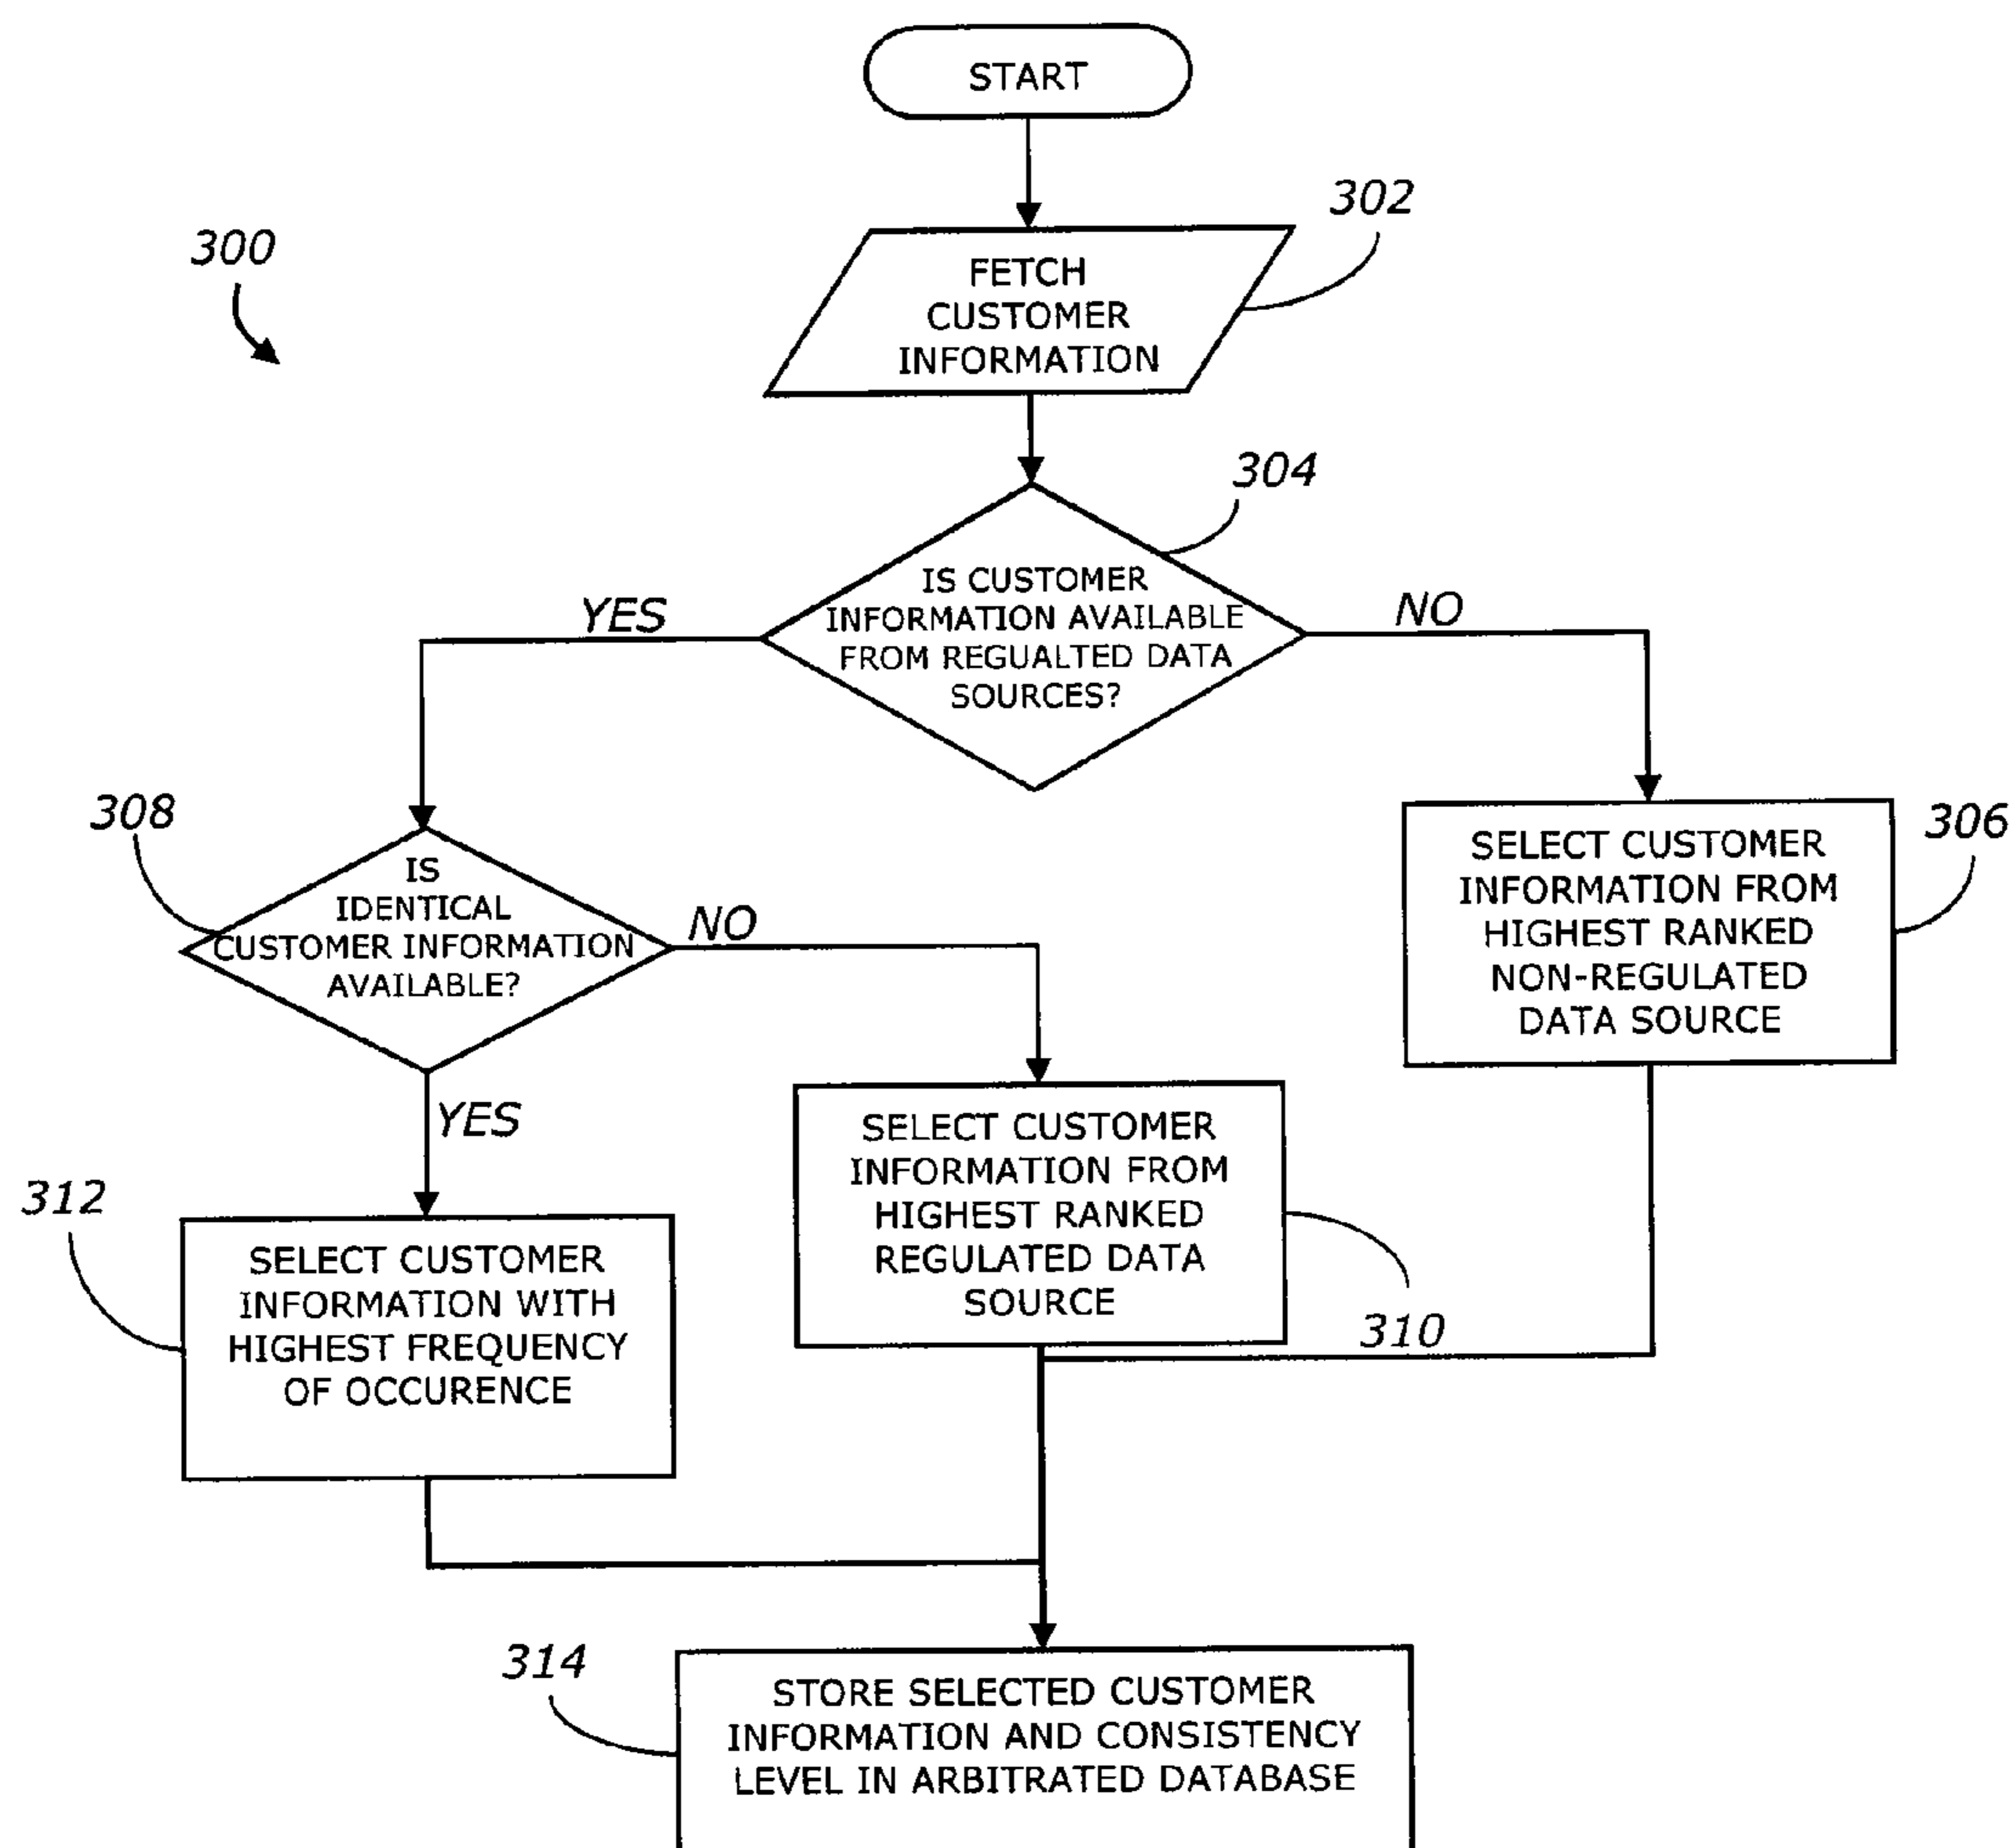 START
302
300
FETCH
CUSTOMER
INFORMATION
304
IS CUSTOMER
INFORMATION AVAILABLE
FROM REGUALTED DATA
SOURCES?
YES
NO
308
IS
IDENTICAL
CUSTOMER INFORMATION
AVAILABLE?
NO
YES
306
SELECT CUSTOMER
INFORMATION FROM
HIGHEST RANKED
NON-REGULATED
DATA SOURCE
SELECT CUSTOMER
INFORMATION FROM
HIGHEST RANKED
REGULATED DATA
SOURCE
310
312
SELECT CUSTOMER
INFORMATION WITH
HIGHEST FREQUENCY
OF OCCURENCE
314
STORE SELECTED CUSTOMER
INFORMATION AND CONSISTENCY
LEVEL IN ARBITRATED DATABASE